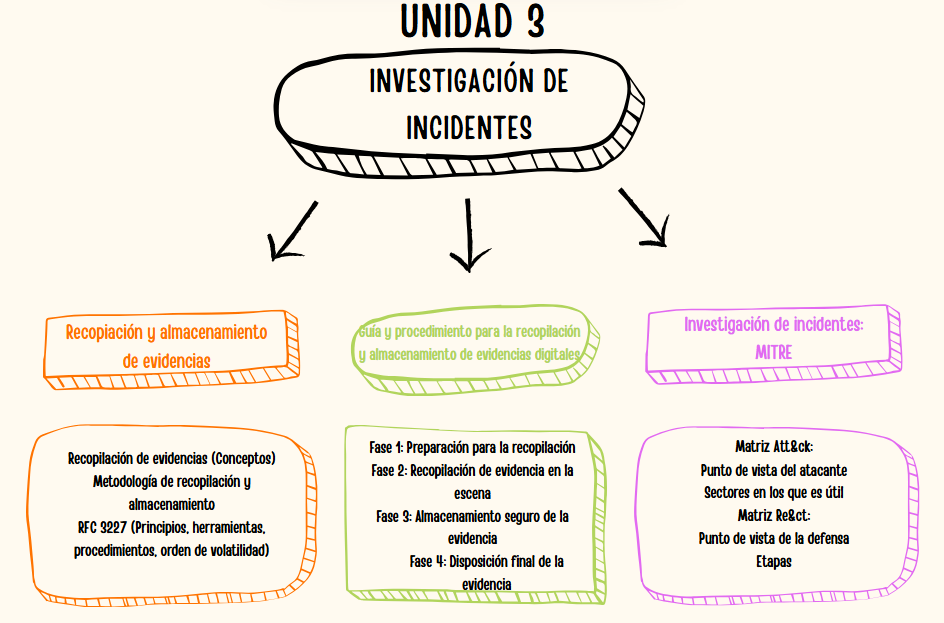 UNIDAD 3
INVESTIGACIÓN DE
INCIDENTES
Recopiación y almacenamiento
de evidencias
Recopilación de evidencias (Conceptos)
Metodología de recopilación y
almacenamiento
RFC 3227 (Principios, herramientas,
procedimientos, orden de volatilidad)
Guía y procedimiento para la recopilación
y almacenamiento de evidencias digitales
Fase 1: Preparación para la recopilación
Fase 2: Recopilación de evidencia en la
escena
Fase 3: Almacenamiento seguro de la
evidencia
Fase 4: Disposición final de la
evidencia
Investigación de incidentes:
MITRE
Matriz Att&ck:
Punto de vista del atacante
Sectores en los que es útil
Matriz Re&ct:
Punto de vista de la defensa
Etapas